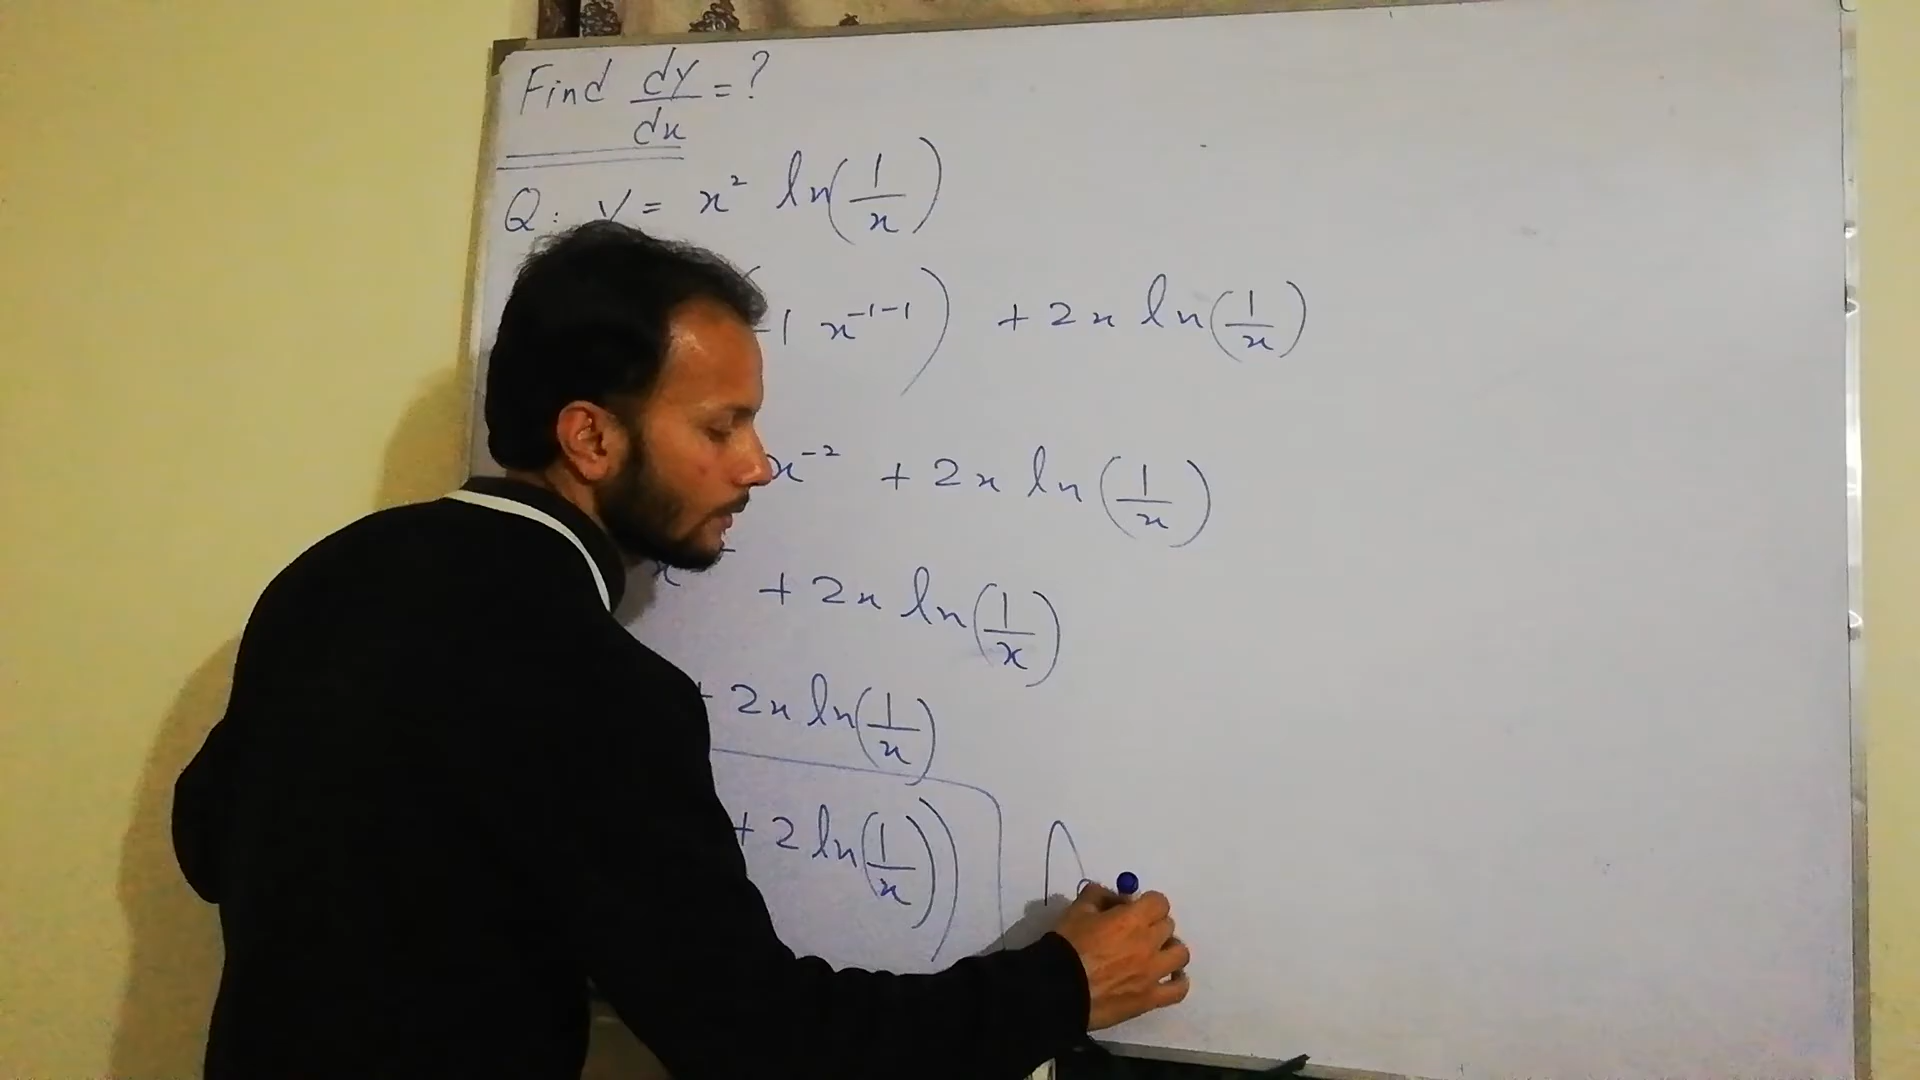 Find dy/dx = ?
Q: y = x² ln(1/x)
-1 x⁻¹⁻¹) + 2x ln(1/x)
x⁻² + 2x ln(1/x)
+ 2x ln(1/x)
+ 2x ln(1/x)
+ 2 ln(1/x))